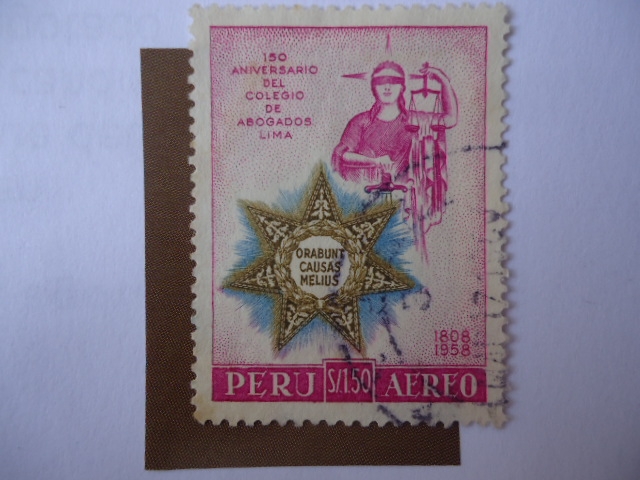 150
ANIVERSARIO
DEL
COLEGIO
DE
ABOGADOS
LIMA
ORABUNT
CAUSAS
MELIUS
1808
1958
PERU S/.1.50 AEREO